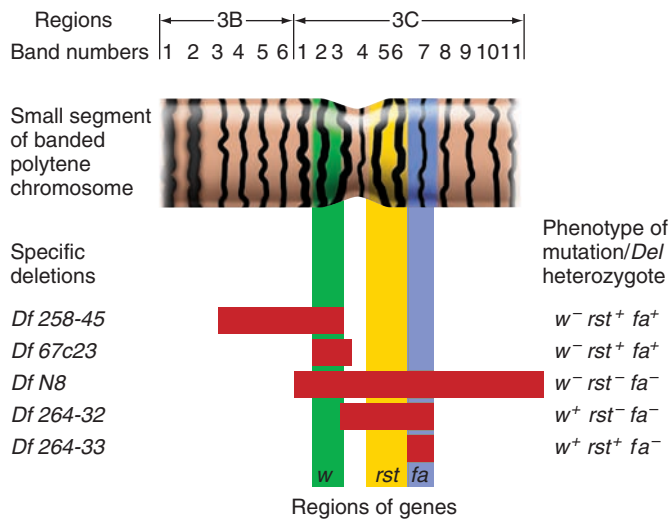 Regions 3B 3C
Band numbers 1 2 3 4 5 6 1 2 3 4 5 6 7 8 9 10 11
Small segment
of banded
polytene
chromosome
Specific
deletions
Phenotype of
mutation/Del
heterozygote
Df 258-45 w⁻ rst⁺ fa⁺
Df 67c23 w⁻ rst⁺ fa⁺
Df N8 w⁻ rst⁻ fa⁻
Df 264-32 w⁺ rst⁻ fa⁻
Df 264-33 w⁺ rst⁺ fa⁻
w rst fa
Regions of genes